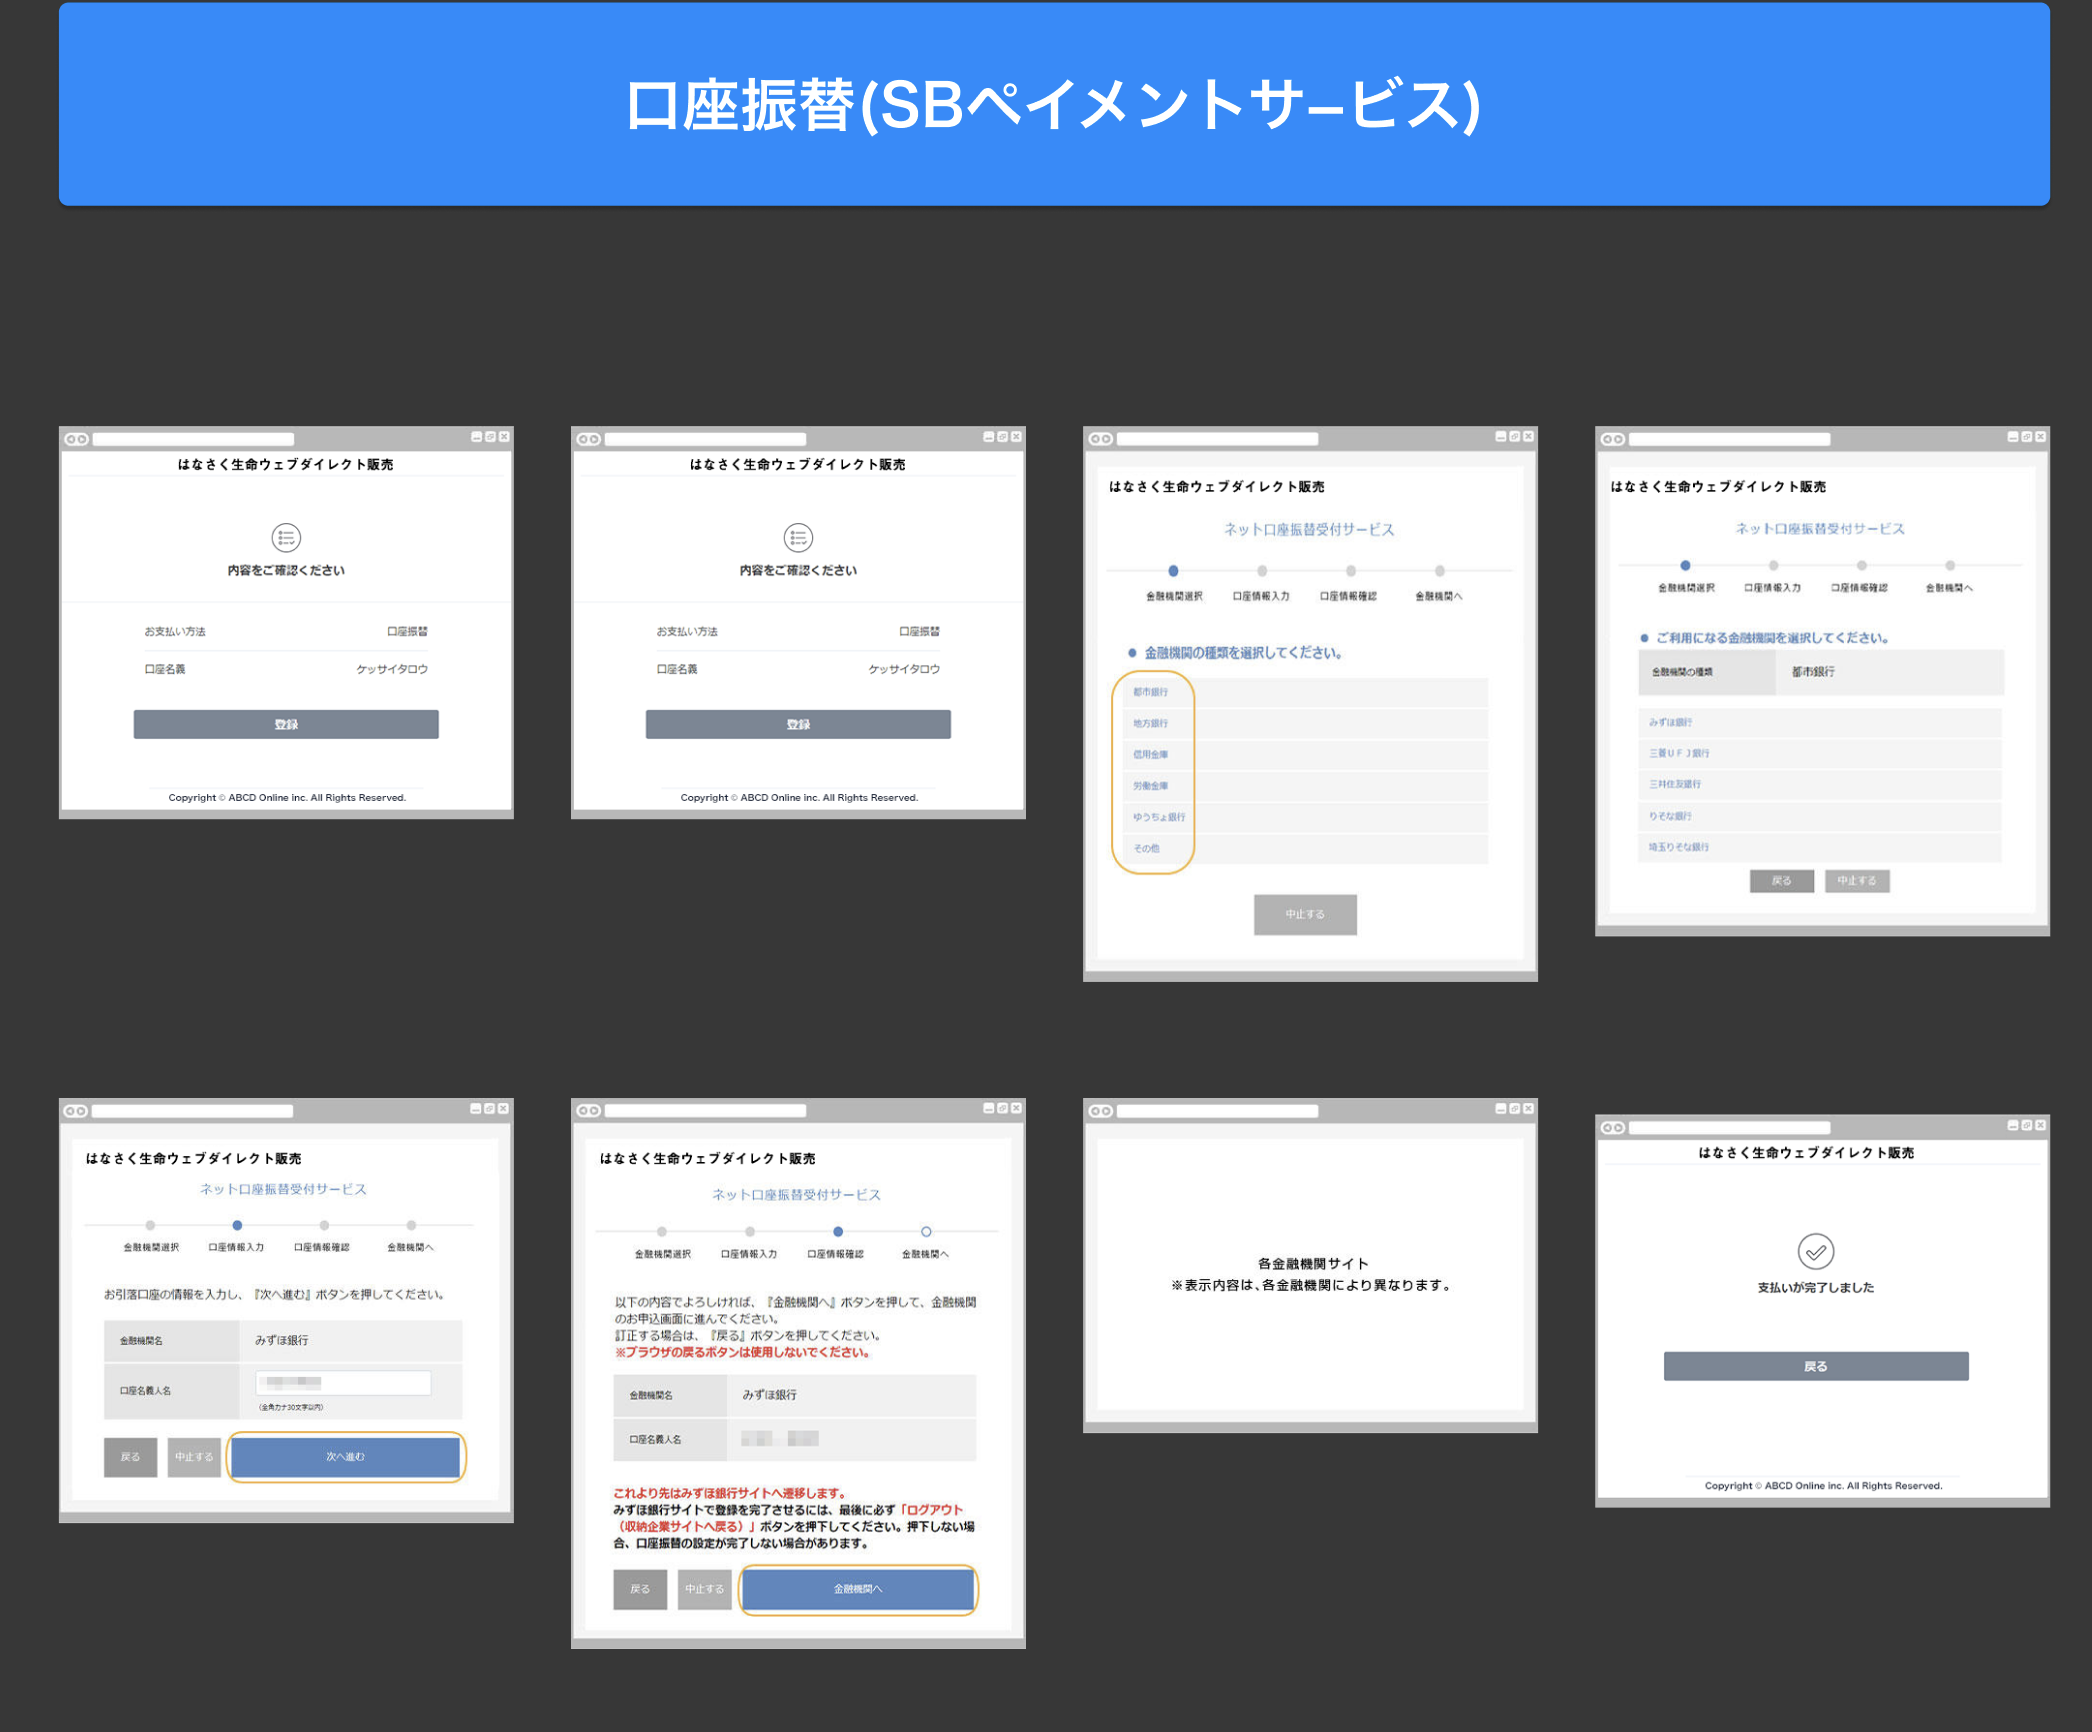 口座振替(SBペイメントサービス)
はなさく生命ウェブダイレクト販売
内容をご確認ください
お支払い方法 口座振替
口座名義 ケッサイタロウ
登録
Copyright © ABCD Online inc. All Rights Reserved.
はなさく生命ウェブダイレクト販売
内容をご確認ください
お支払い方法 口座振替
口座名義 ケッサイタロウ
登録
Copyright © ABCD Online inc. All Rights Reserved.
はなさく生命ウェブダイレクト販売
ネット口座振替受付サービス
金融機関選択 口座情報入力 口座情報確認 金融機関へ
● 金融機関の種類を選択してください。
都市銀行
地方銀行
信用金庫
労働金庫
ゆうちょ銀行
その他
中止する
はなさく生命ウェブダイレクト販売
ネット口座振替受付サービス
金融機関選択 口座情報入力 口座情報確認 金融機関へ
● ご利用になる金融機関を選択してください。
金融機関の種類 都市銀行
みずほ銀行
三菱UFJ銀行
三井住友銀行
りそな銀行
埼玉りそな銀行
戻る 中止する
はなさく生命ウェブダイレクト販売
ネット口座振替受付サービス
金融機関選択 口座情報入力 口座情報確認 金融機関へ
お引落口座の情報を入力し、『次へ進む』ボタンを押してください。
金融機関名 みずほ銀行
口座名義人名
(全角カナ30文字以内)
戻る 中止する 次へ進む
はなさく生命ウェブダイレクト販売
ネット口座振替受付サービス
金融機関選択 口座情報入力 口座情報確認 金融機関へ
以下の内容でよろしければ、『金融機関へ』ボタンを押して、金融機関
のお申込画面に進んでください。
訂正する場合は、『戻る』ボタンを押してください。
※ブラウザの戻るボタンは使用しないでください。
金融機関名 みずほ銀行
口座名義人名
これより先はみずほ銀行サイトへ遷移します。
みずほ銀行サイトで登録を完了させるには、最後に必ず「ログアウト
（収納企業サイトへ戻る）」ボタンを押下してください。押下しない場
合、口座振替の設定が完了しない場合があります。
戻る 中止する 金融機関へ
各金融機関サイト
※表示内容は、各金融機関により異なります。
はなさく生命ウェブダイレクト販売
支払いが完了しました
戻る
Copyright © ABCD Online inc. All Rights Reserved.